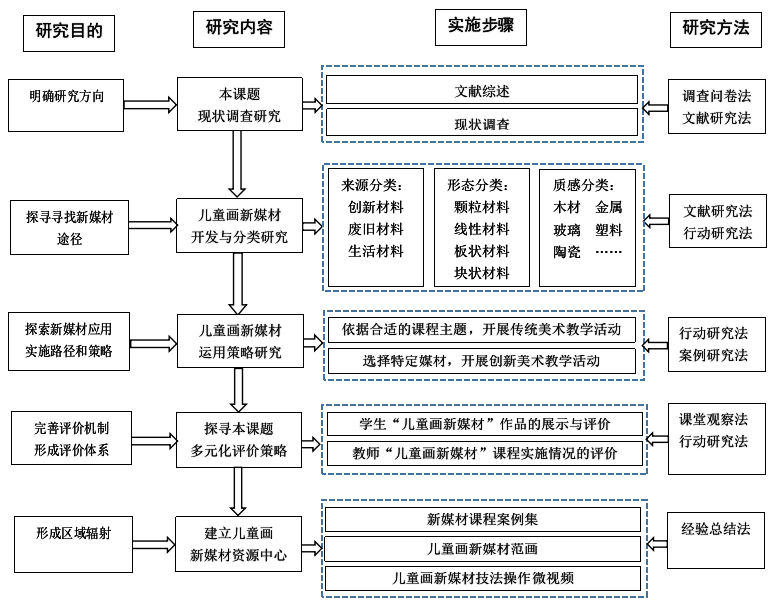 研究目的
研究内容
实施步骤
研究方法
明确研究方向
本课题
现状调查研究
文献综述
现状调查
调查问卷法
文献研究法
探寻寻找新媒材
途径
儿童画新媒材
开发与分类研究
来源分类：
创新材料
废旧材料
生活材料
形态分类：
颗粒材料
线性材料
板状材料
块状材料
质感分类：
木材 金属
玻璃 塑料
陶瓷 ……
文献研究法
行动研究法
探索新媒材应用
实施路径和策略
儿童画新媒材
运用策略研究
依据合适的课程主题，开展传统美术教学活动
选择特定媒材，开展创新美术教学活动
行动研究法
案例研究法
完善评价机制
形成评价体系
探寻本课题
多元化评价策略
学生“儿童画新媒材”作品的展示与评价
教师“儿童画新媒材”课程实施情况的评价
课堂观察法
行动研究法
形成区域辐射
建立儿童画
新媒材资源中心
新媒材课程案例集
儿童画新媒材范画
儿童画新媒材技法操作微视频
经验总结法